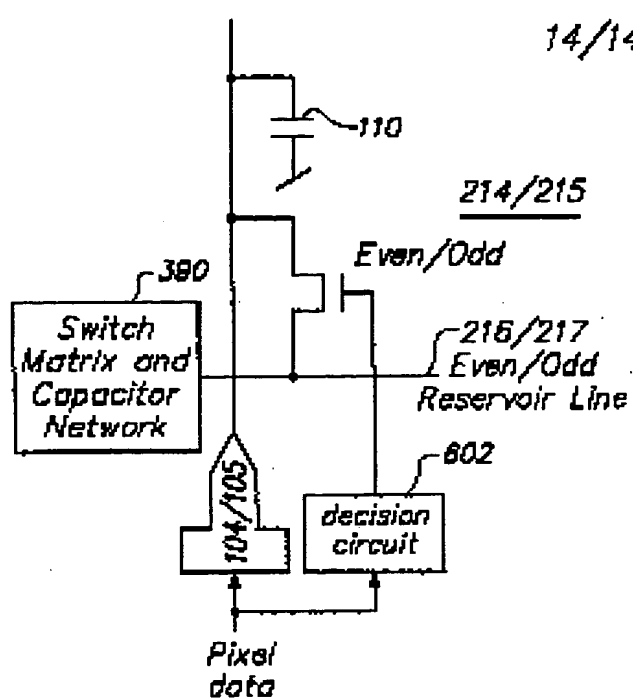 14/14
110
214/215
Even/Odd
390
Switch
Matrix and
Capacitor
Network
216/217
Even/Odd
Reservoir Line
602
104/105
decision
circuit
Pixel
data